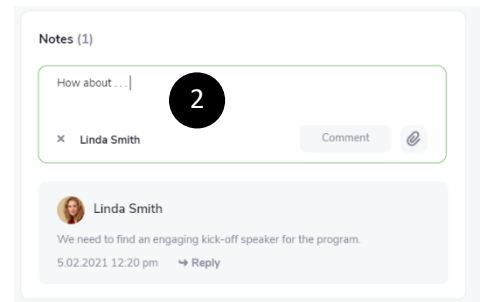 Notes (1)
How about . . .
2
× Linda Smith Comment
Linda Smith
We need to find an engaging kick-off speaker for the program.
5.02.2021 12:20 pm ↪ Reply